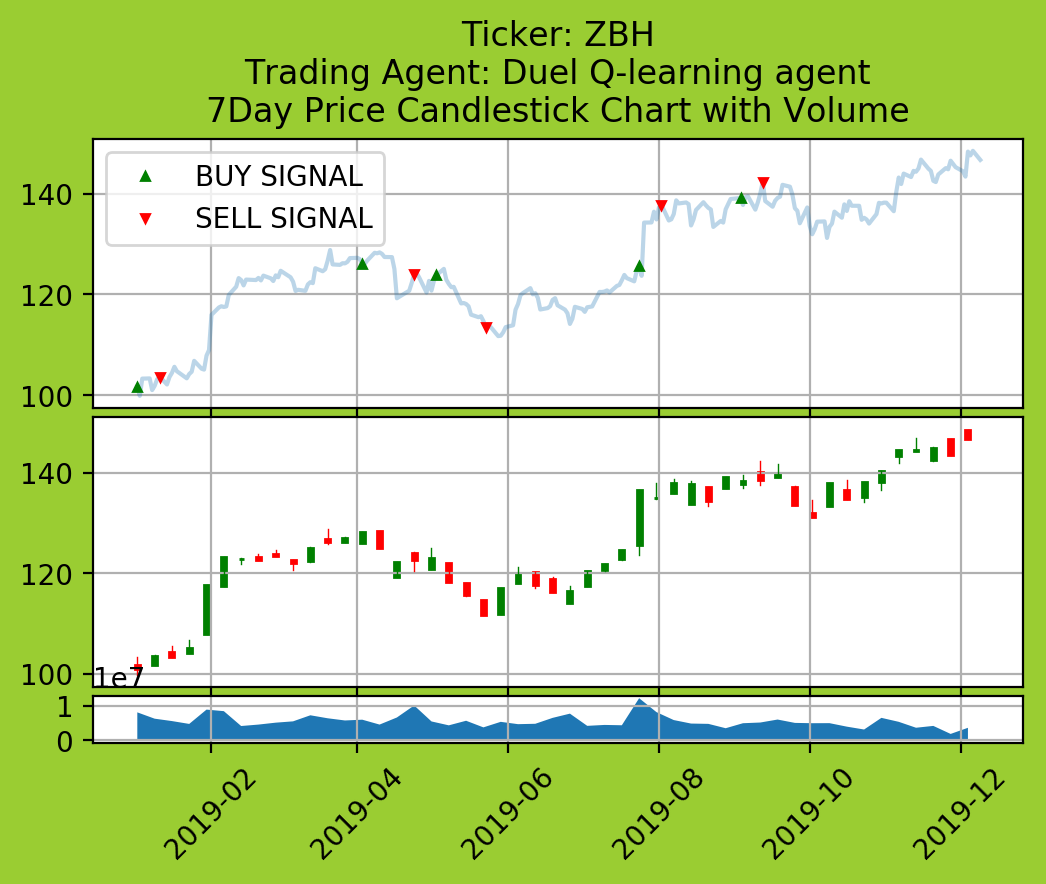 Ticker: ZBH
Trading Agent: Duel Q-learning agent
7Day Price Candlestick Chart with Volume
BUY SIGNAL
SELL SIGNAL
140
120
100
140
120
100
1e7
1
0
2019-02
2019-04
2019-06
2019-08
2019-10
2019-12